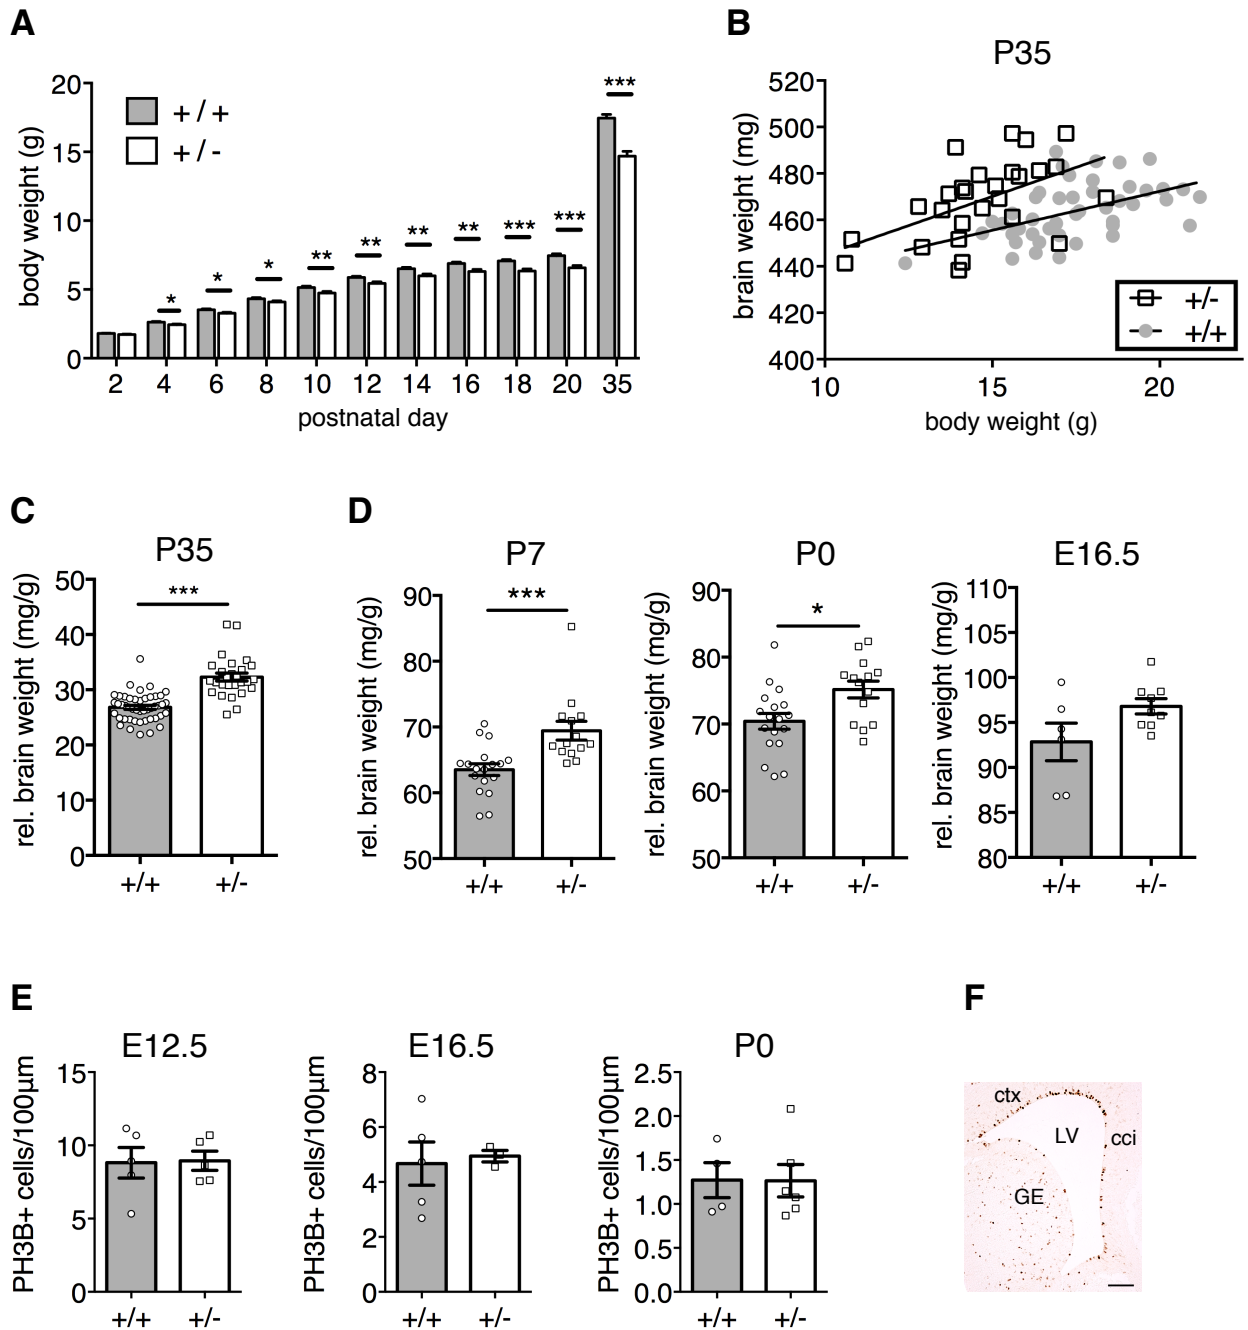 A
20
15
10
5
0
body weight (g)
+/+
+/-
*
*
*
**
**
**
**
***
***
***
2 4 6 8 10 12 14 16 18 20 35
postnatal day
B
P35
520
500
480
460
440
420
400
brain weight (mg)
+/-
+/+
10 15 20
body weight (g)
C
P35
***
50
40
30
20
10
0
rel. brain weight (mg/g)
+/+ +/-
D
P7
***
90
80
70
60
50
rel. brain weight (mg/g)
+/+ +/-
P0
*
90
80
70
60
50
rel. brain weight (mg/g)
+/+ +/-
E16.5
110
105
100
95
90
85
80
rel. brain weight (mg/g)
+/+ +/-
E
E12.5
15
10
5
0
PH3B+ cells/100µm
+/+ +/-
E16.5
8
6
4
2
0
PH3B+ cells/100µm
+/+ +/-
P0
2.5
2.0
1.5
1.0
0.5
0.0
PH3B+ cells/100µm
+/+ +/-
F
ctx
LV
cci
GE